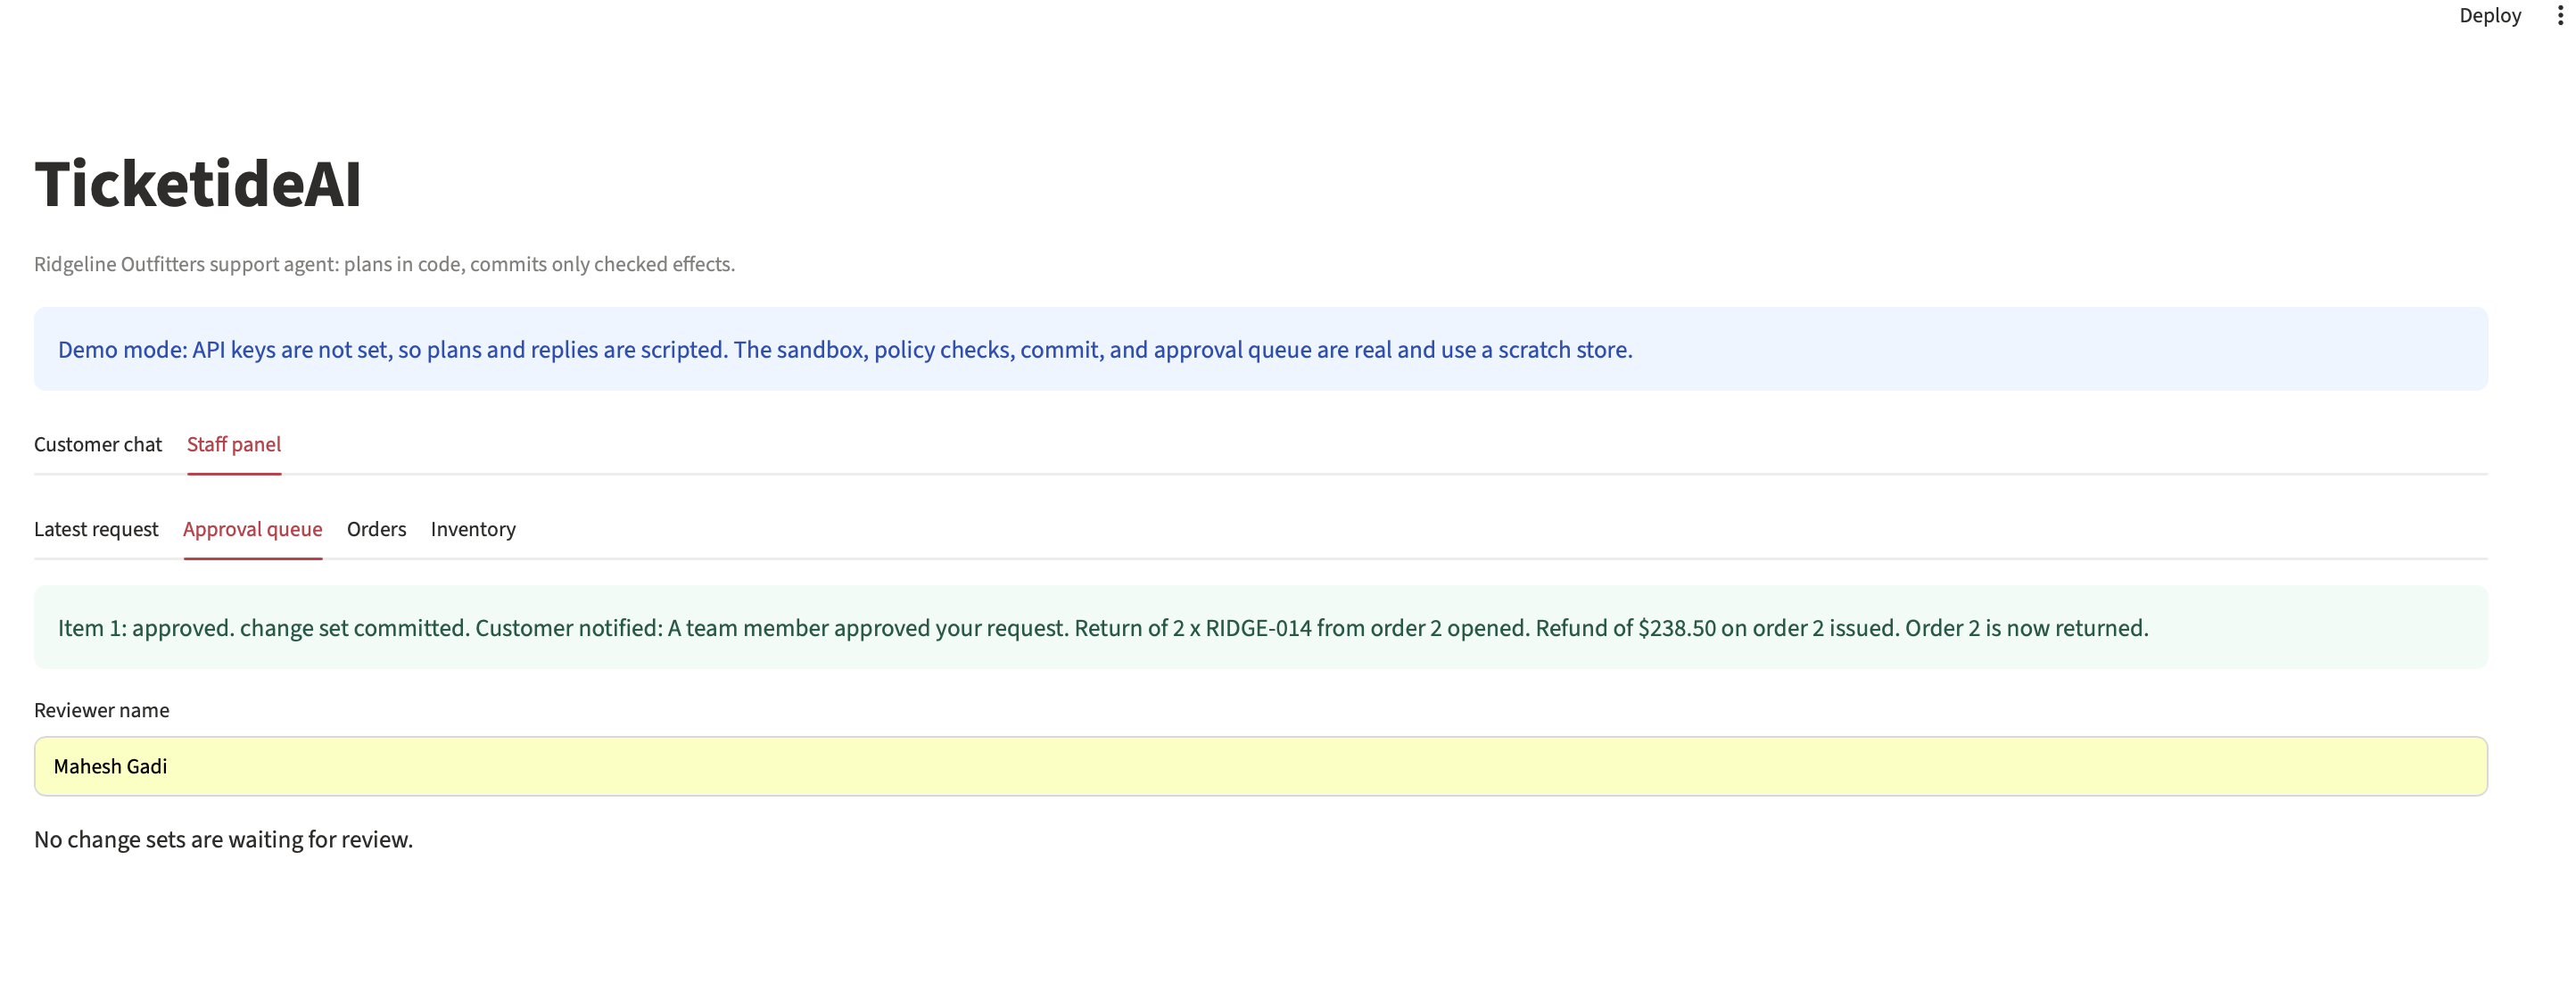 Deploy
TicketideAI
Ridgeline Outfitters support agent: plans in code, commits only checked effects.
Demo mode: API keys are not set, so plans and replies are scripted. The sandbox, policy checks, commit, and approval queue are real and use a scratch store.
Customer chat Staff panel
Latest request Approval queue Orders Inventory
Item 1: approved. change set committed. Customer notified: A team member approved your request. Return of 2 x RIDGE-014 from order 2 opened. Refund of $238.50 on order 2 issued. Order 2 is now returned.
Reviewer name
Mahesh Gadi
No change sets are waiting for review.